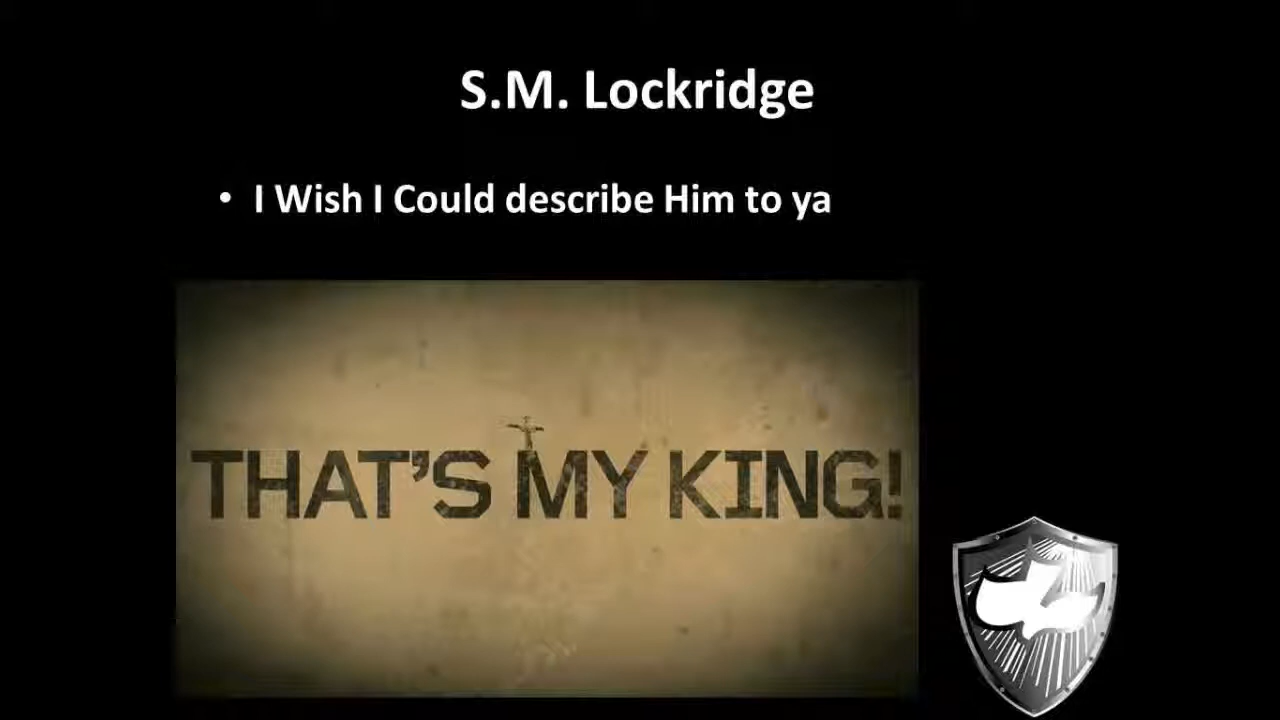 S.M. Lockridge
• I Wish I Could describe Him to ya
THAT'S MY KING!